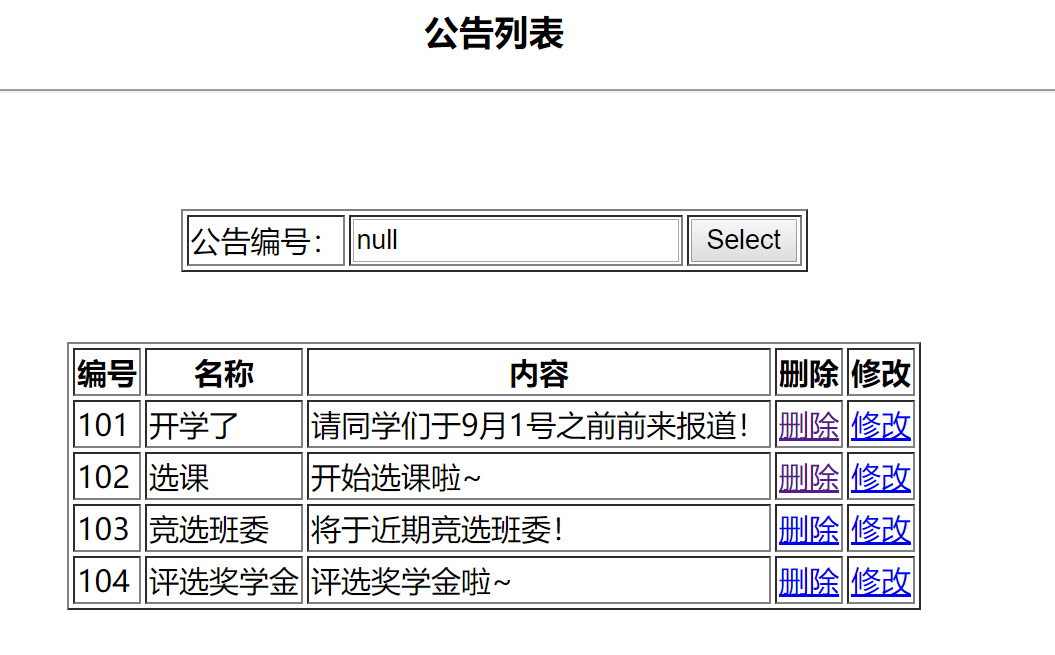 公告列表
公告编号： null Select
编号 名称 内容 删除 修改
101 开学了 请同学们于9月1号之前前来报道！ 删除 修改
102 选课 开始选课啦~ 删除 修改
103 竞选班委 将于近期竞选班委！ 删除 修改
104 评选奖学金 评选奖学金啦~ 删除 修改